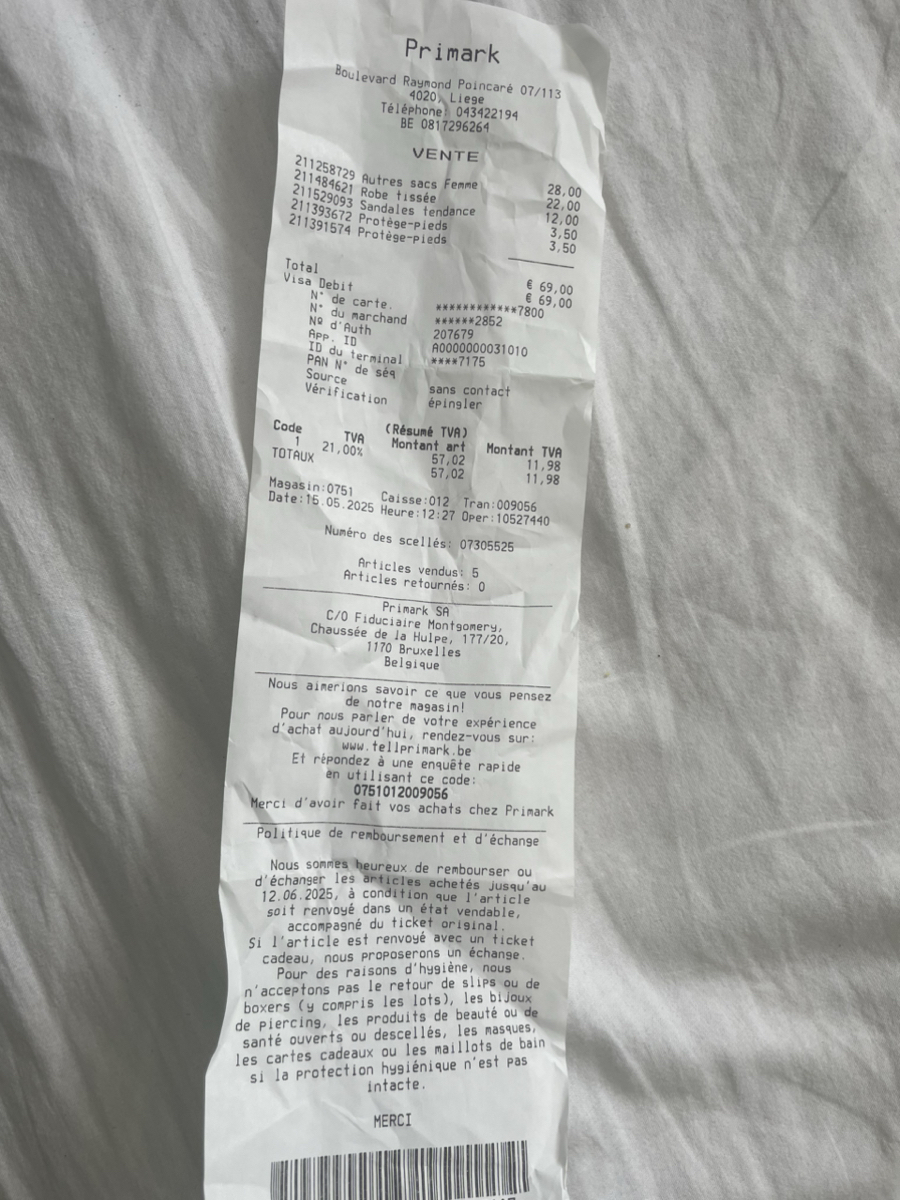 Primark
Boulevard Raymond Poincaré 07/113
4020, Liege
Téléphone: 043422194
BE 0817296264
VENTE
211258729 Autres sacs Femme 28,00
211484621 Robe tissée 22,00
211529093 Sandales tendance 12,00
211393672 Protège-pieds 3,50
211391574 Protège-pieds 3,50
Total € 69,00
Visa Debit € 69,00
N° de carte. ************7800
N° du marchand ******2852
Nº d'Auth 207679
App. ID A0000000031010
ID du terminal ****7175
PAN N° de séq
Source sans contact
Vérification épingler
(Résumé TVA)
Code TVA Montant art Montant TVA
1 21,00% 57,02 11,98
TOTAUX 57,02 11,98
Magasin:0751 Caisse:012 Tran:009056
Date:15.05.2025 Heure:12:27 Oper:10527440
Numéro des scellés: 07305525
Articles vendus: 5
Articles retournés: 0
Primark SA
C/O Fiduciaire Montgomery,
Chaussée de la Hulpe, 177/20,
1170 Bruxelles
Belgique
Nous aimerions savoir ce que vous pensez
de notre magasin!
Pour nous parler de votre expérience
d'achat aujourd'hui, rendez-vous sur:
www.tellprimark.be
Et répondez à une enquête rapide
en utilisant ce code:
0751012009056
Merci d'avoir fait vos achats chez Primark
Politique de remboursement et d'échange
Nous sommes heureux de rembourser ou
d'échanger les articles achetés jusqu'au
12.06.2025, à condition que l'article
soit renvoyé dans un état vendable,
accompagné du ticket original.
Si l'article est renvoyé avec un ticket
cadeau, nous proposerons un échange.
Pour des raisons d'hygiène, nous
n'acceptons pas le retour de slips ou de
boxers (y compris les lots), les bijoux
de piercing, les produits de beauté ou de
santé ouverts ou descellés, les masques,
les cartes cadeaux ou les maillots de bain
si la protection hygiénique n'est pas
intacte.
MERCI